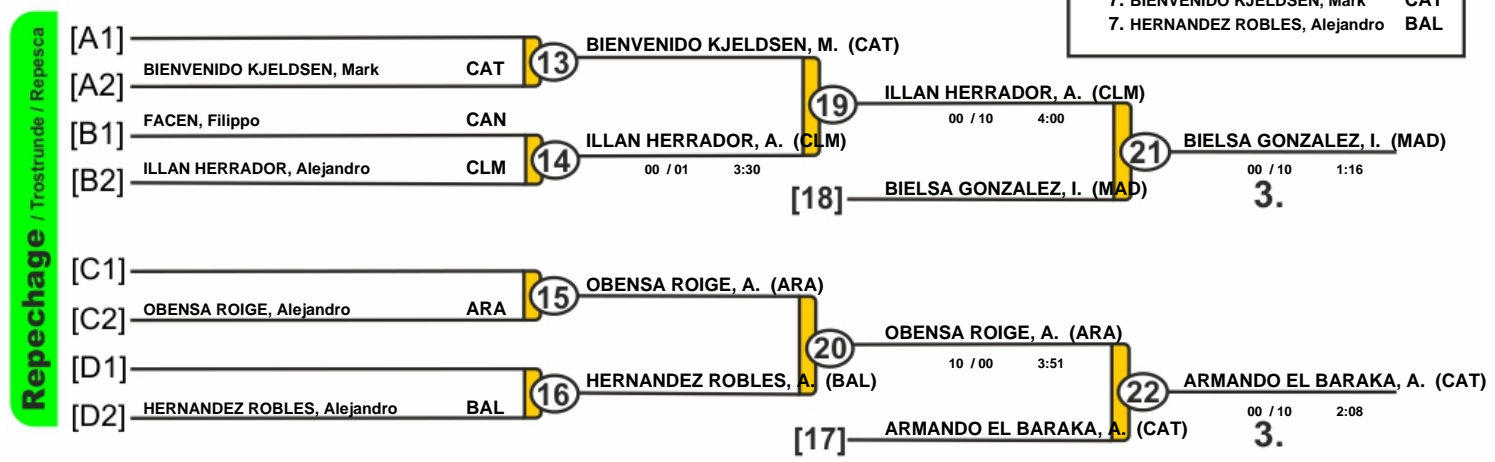 7. BIENVENIDO KJELDSEN, Mark CAT
7. HERNANDEZ ROBLES, Alejandro BAL
Repechage / Trostrunde / Repesca
[A1]
BIENVENIDO KJELDSEN, M. (CAT)
BIENVENIDO KJELDSEN, Mark CAT
13
[A2]
ILLAN HERRADOR, A. (CLM)
19
00 / 10 4:00
FACEN, Filippo CAN
[B1]
ILLAN HERRADOR, A. (CLM)
BIELSA GONZALEZ, I. (MAD)
21
14
ILLAN HERRADOR, Alejandro CLM
00 / 01 3:30
00 / 10 1:16
[B2]
BIELSA GONZALEZ, I. (MAD)
[18]
3.
[C1]
OBENSA ROIGE, A. (ARA)
15
OBENSA ROIGE, Alejandro ARA
[C2]
OBENSA ROIGE, A. (ARA)
20
10 / 00 3:51
[D1]
HERNANDEZ ROBLES, A. (BAL)
ARMANDO EL BARAKA, A. (CAT)
16
22
HERNANDEZ ROBLES, Alejandro BAL
00 / 10 2:08
[D2]
ARMANDO EL BARAKA, A. (CAT)
[17]
3.